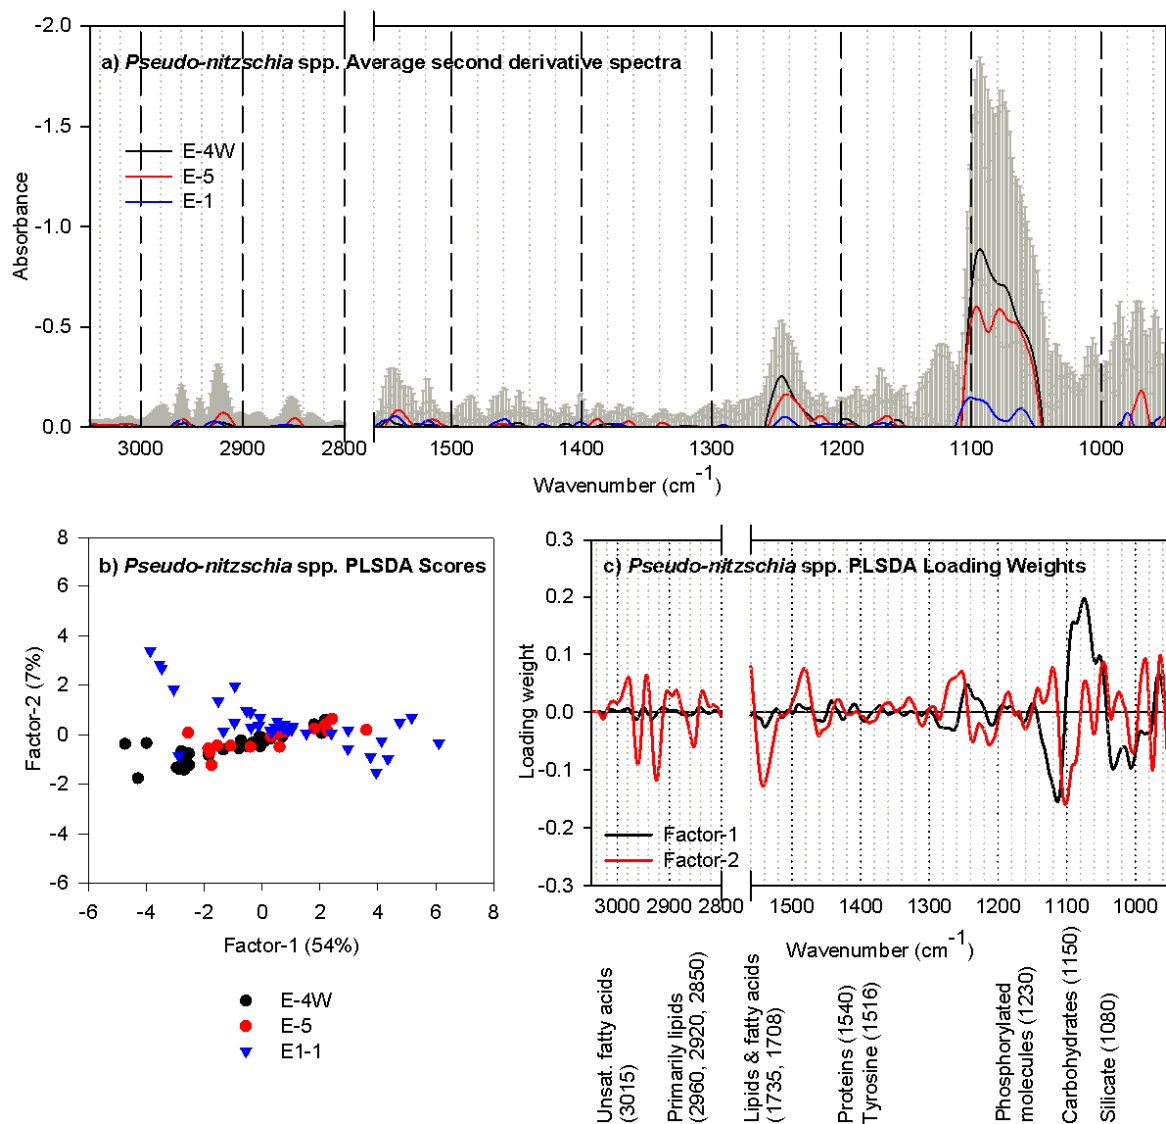 a) Pseudo-nitzschia spp. Average second derivative spectra
-2.0
-1.5
-1.0
-0.5
0.0
Absorbance
E-4W
E-5
E-1
3000 2900 2800 1500 1400 1300 1200 1100 1000
Wavenumber (cm-1)
b) Pseudo-nitzschia spp. PLSDA Scores
8
6
4
2
0
-2
-4
-6
Factor-2 (7%)
-6 -4 -2 0 2 4 6 8
Factor-1 (54%)
E-4W
E-5
E1-1
c) Pseudo-nitzschia spp. PLSDA Loading Weights
0.3
0.2
0.1
0.0
-0.1
-0.2
-0.3
Loading weight
Factor-1
Factor-2
3000 2900 2800 1500 1400 1300 1200 1100 1000
Wavenumber (cm-1)
Unsat. fatty acids
(3015)
Primarily lipids
(2960, 2920, 2850)
Lipids & fatty acids
(1735, 1708)
Proteins (1540)
Tyrosine (1516)
Phosphorylated
molecules (1230)
Carbohydrates (1150)
Silicate (1080)